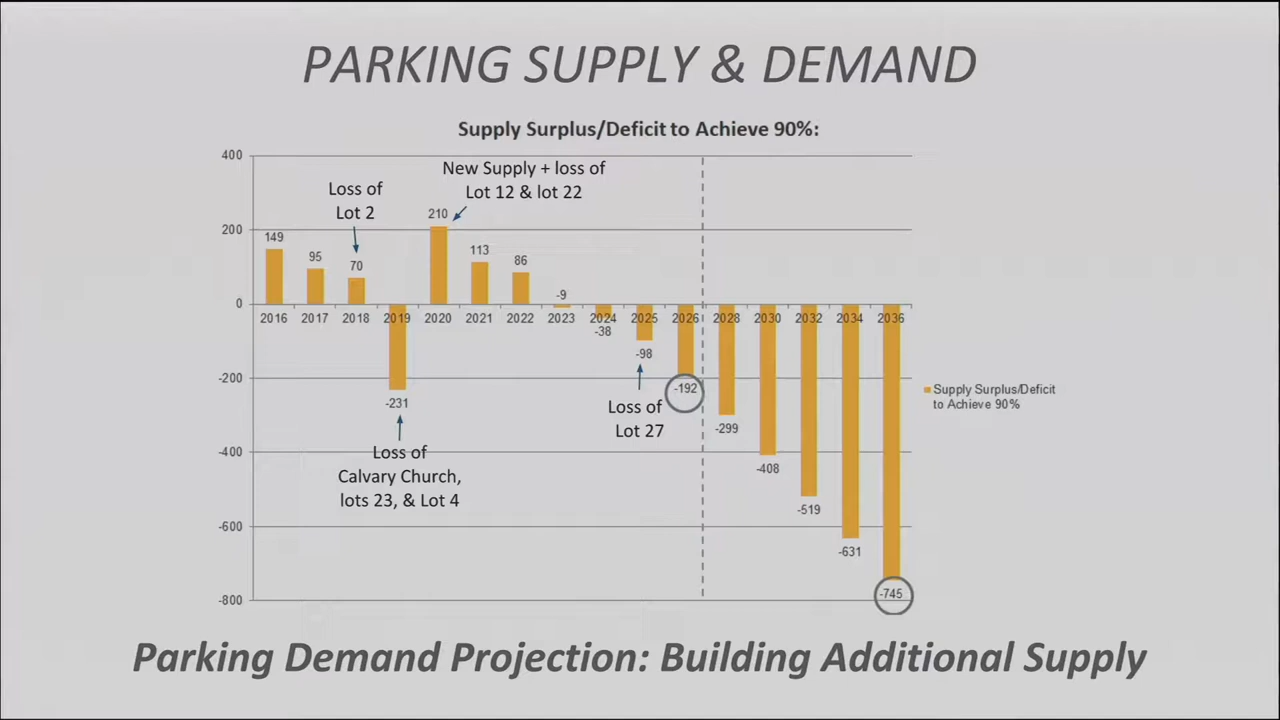 PARKING SUPPLY & DEMAND
Supply Surplus/Deficit to Achieve 90%:
400
200
0
-200
-400
-600
-800
149
95
70
-231
210
113
86
-9
-38
-98
-192
-299
-408
-519
-631
-745
2016 2017 2018 2019 2020 2021 2022 2023 2024 2025 2026 2028 2030 2032 2034 2036
Loss of
Lot 2
New Supply + loss of
Lot 12 & lot 22
Loss of
Calvary Church,
lots 23, & Lot 4
Loss of
Lot 27
Supply Surplus/Deficit
to Achieve 90%
Parking Demand Projection: Building Additional Supply